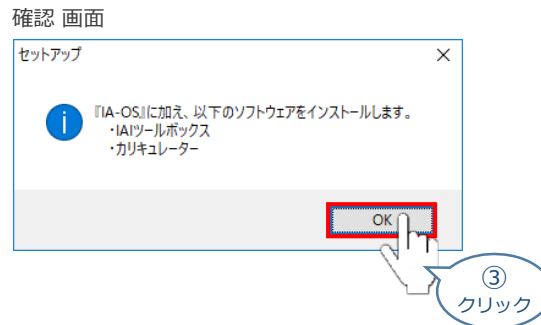 確認 画面
セットアップ
『IA-OS』に加え、以下のソフトウェアをインストールします。
・IAIツールボックス
・カリキュレーター
OK
③
クリック